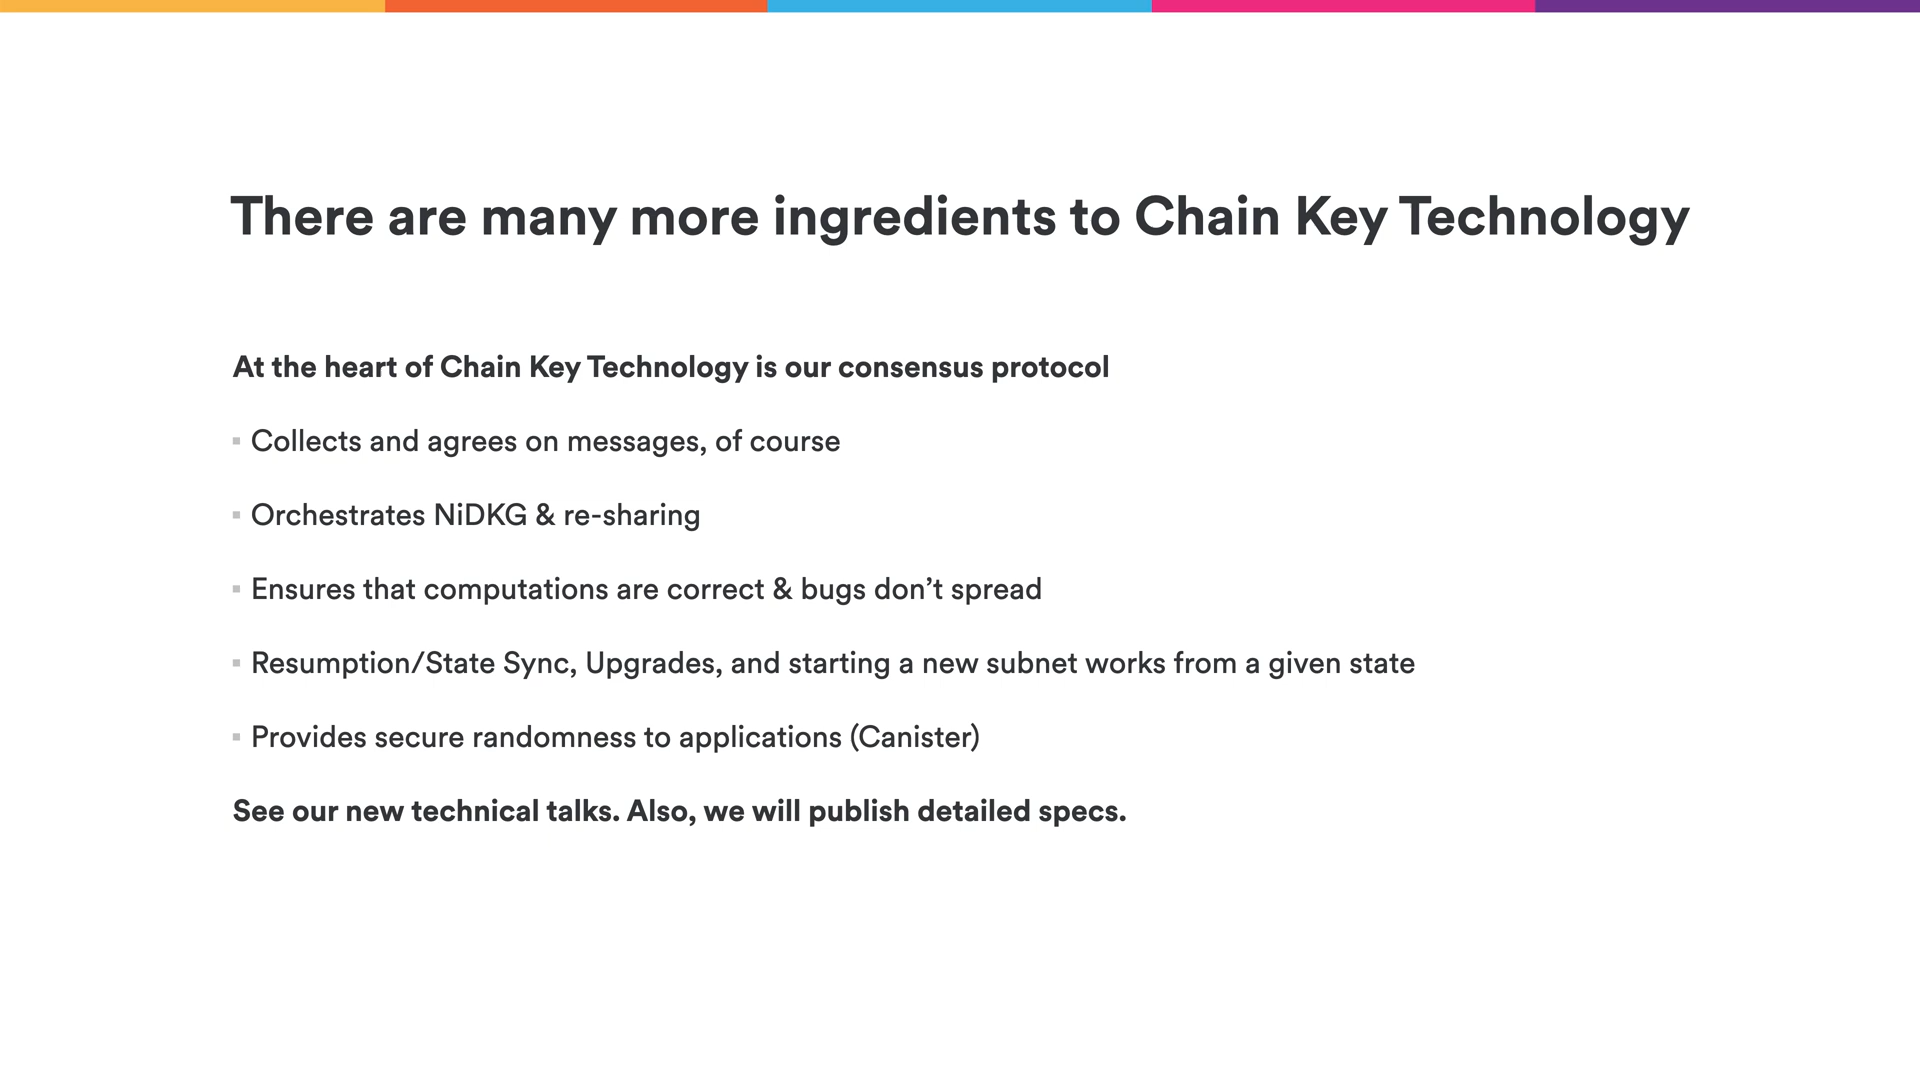 There are many more ingredients to Chain Key Technology
At the heart of Chain Key Technology is our consensus protocol
▪ Collects and agrees on messages, of course
▪ Orchestrates NiDKG & re-sharing
▪ Ensures that computations are correct & bugs don’t spread
▪ Resumption/State Sync, Upgrades, and starting a new subnet works from a given state
▪ Provides secure randomness to applications (Canister)
See our new technical talks. Also, we will publish detailed specs.